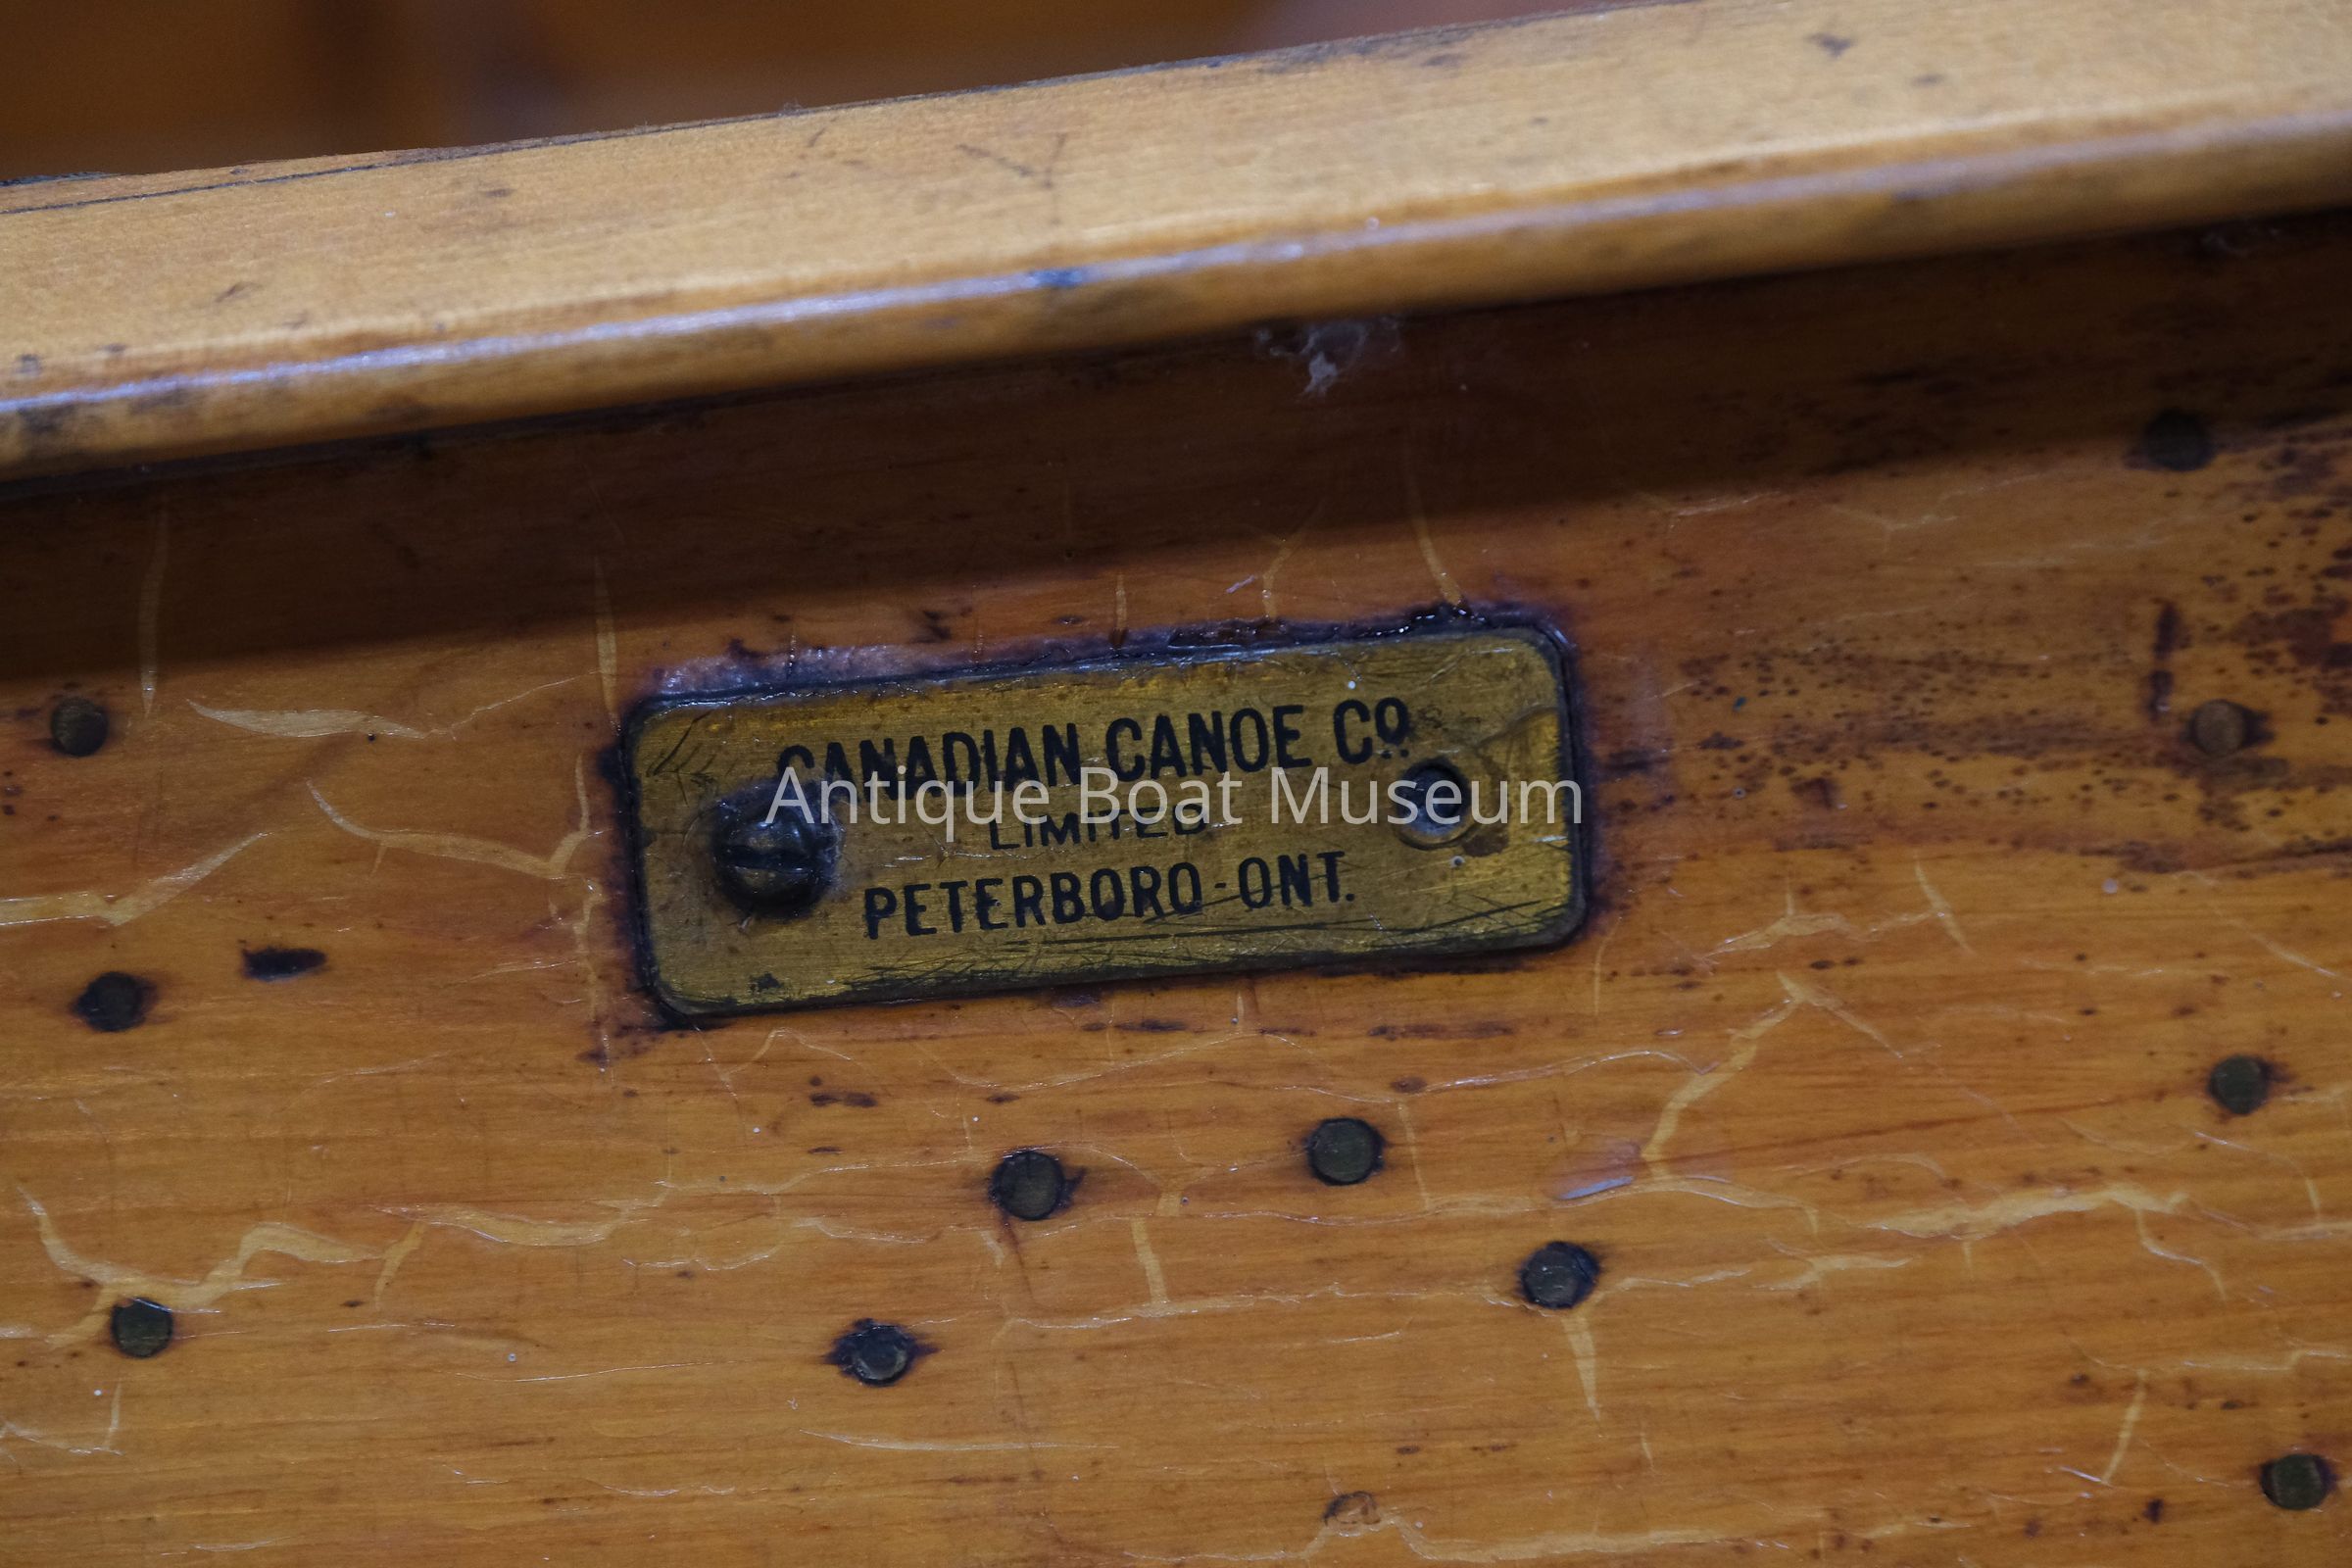 CANADIAN CANOE Co.
Antique Boat Museum
LIMITED
PETERBORO-ONT.